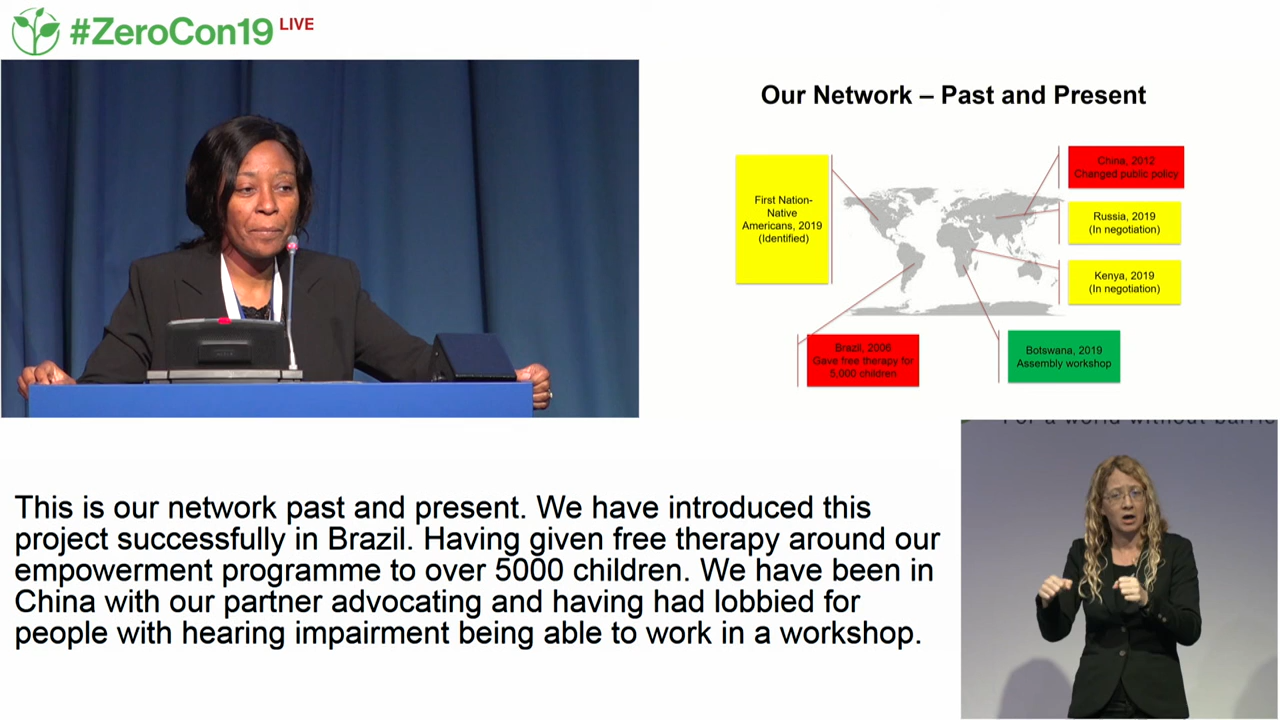 #ZeroCon19 LIVE
Our Network – Past and Present
First Nation-
Native
Americans, 2019
(Identified)
China, 2012
Changed public policy
Russia, 2019
(In negotiation)
Kenya, 2019
(In negotiation)
Brazil, 2006
Gave free therapy for
5,000 children
Botswana, 2019
Assembly workshop
For a world without barrie
This is our network past and present. We have introduced this
project successfully in Brazil. Having given free therapy around our
empowerment programme to over 5000 children. We have been in
China with our partner advocating and having had lobbied for
people with hearing impairment being able to work in a workshop.